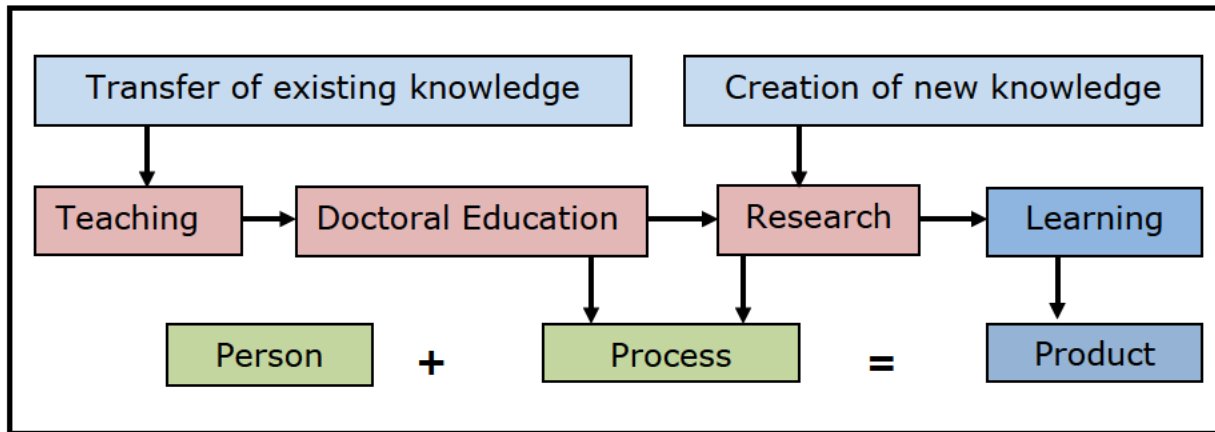 Transfer of existing knowledge
Creation of new knowledge
Teaching
Doctoral Education
Research
Learning
Person + Process = Product